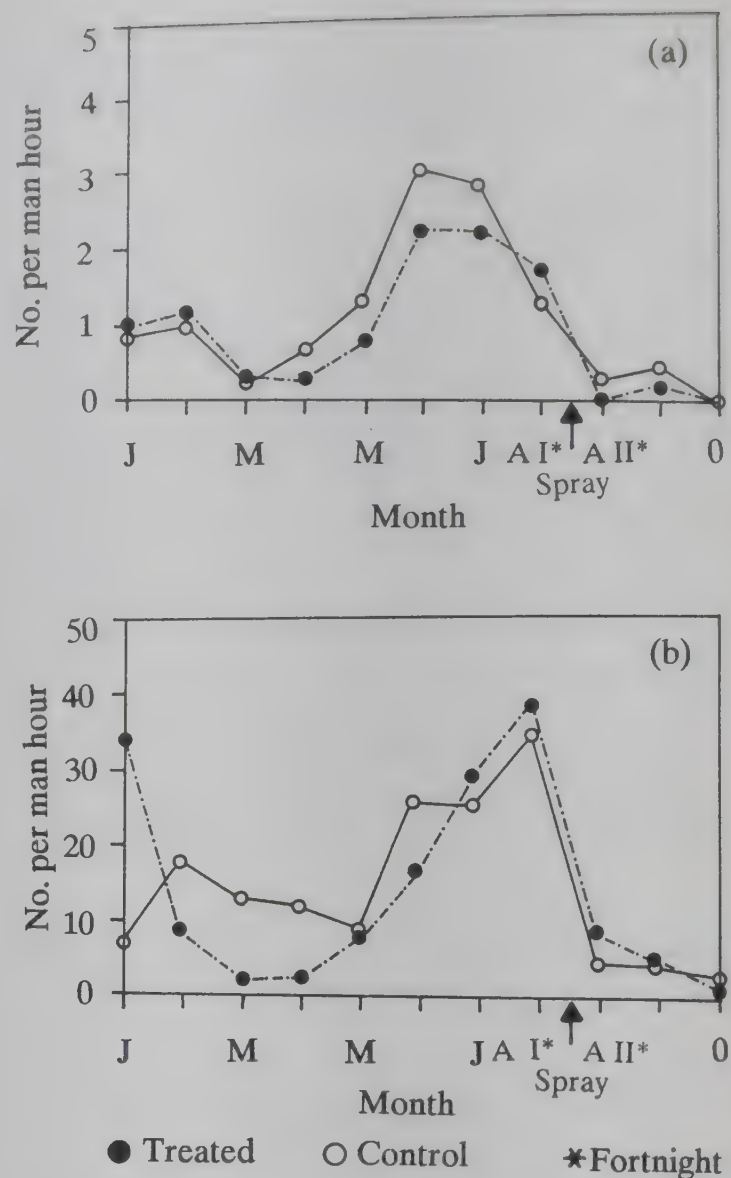 (a)
5
4
3
2
1
0
No. per man hour
J M M J A I* A II* 0
Spray
Month
(b)
50
40
30
20
10
0
No. per man hour
J M M J A I* A II* 0
Spray
Month
● Treated ○ Control *Fortnight